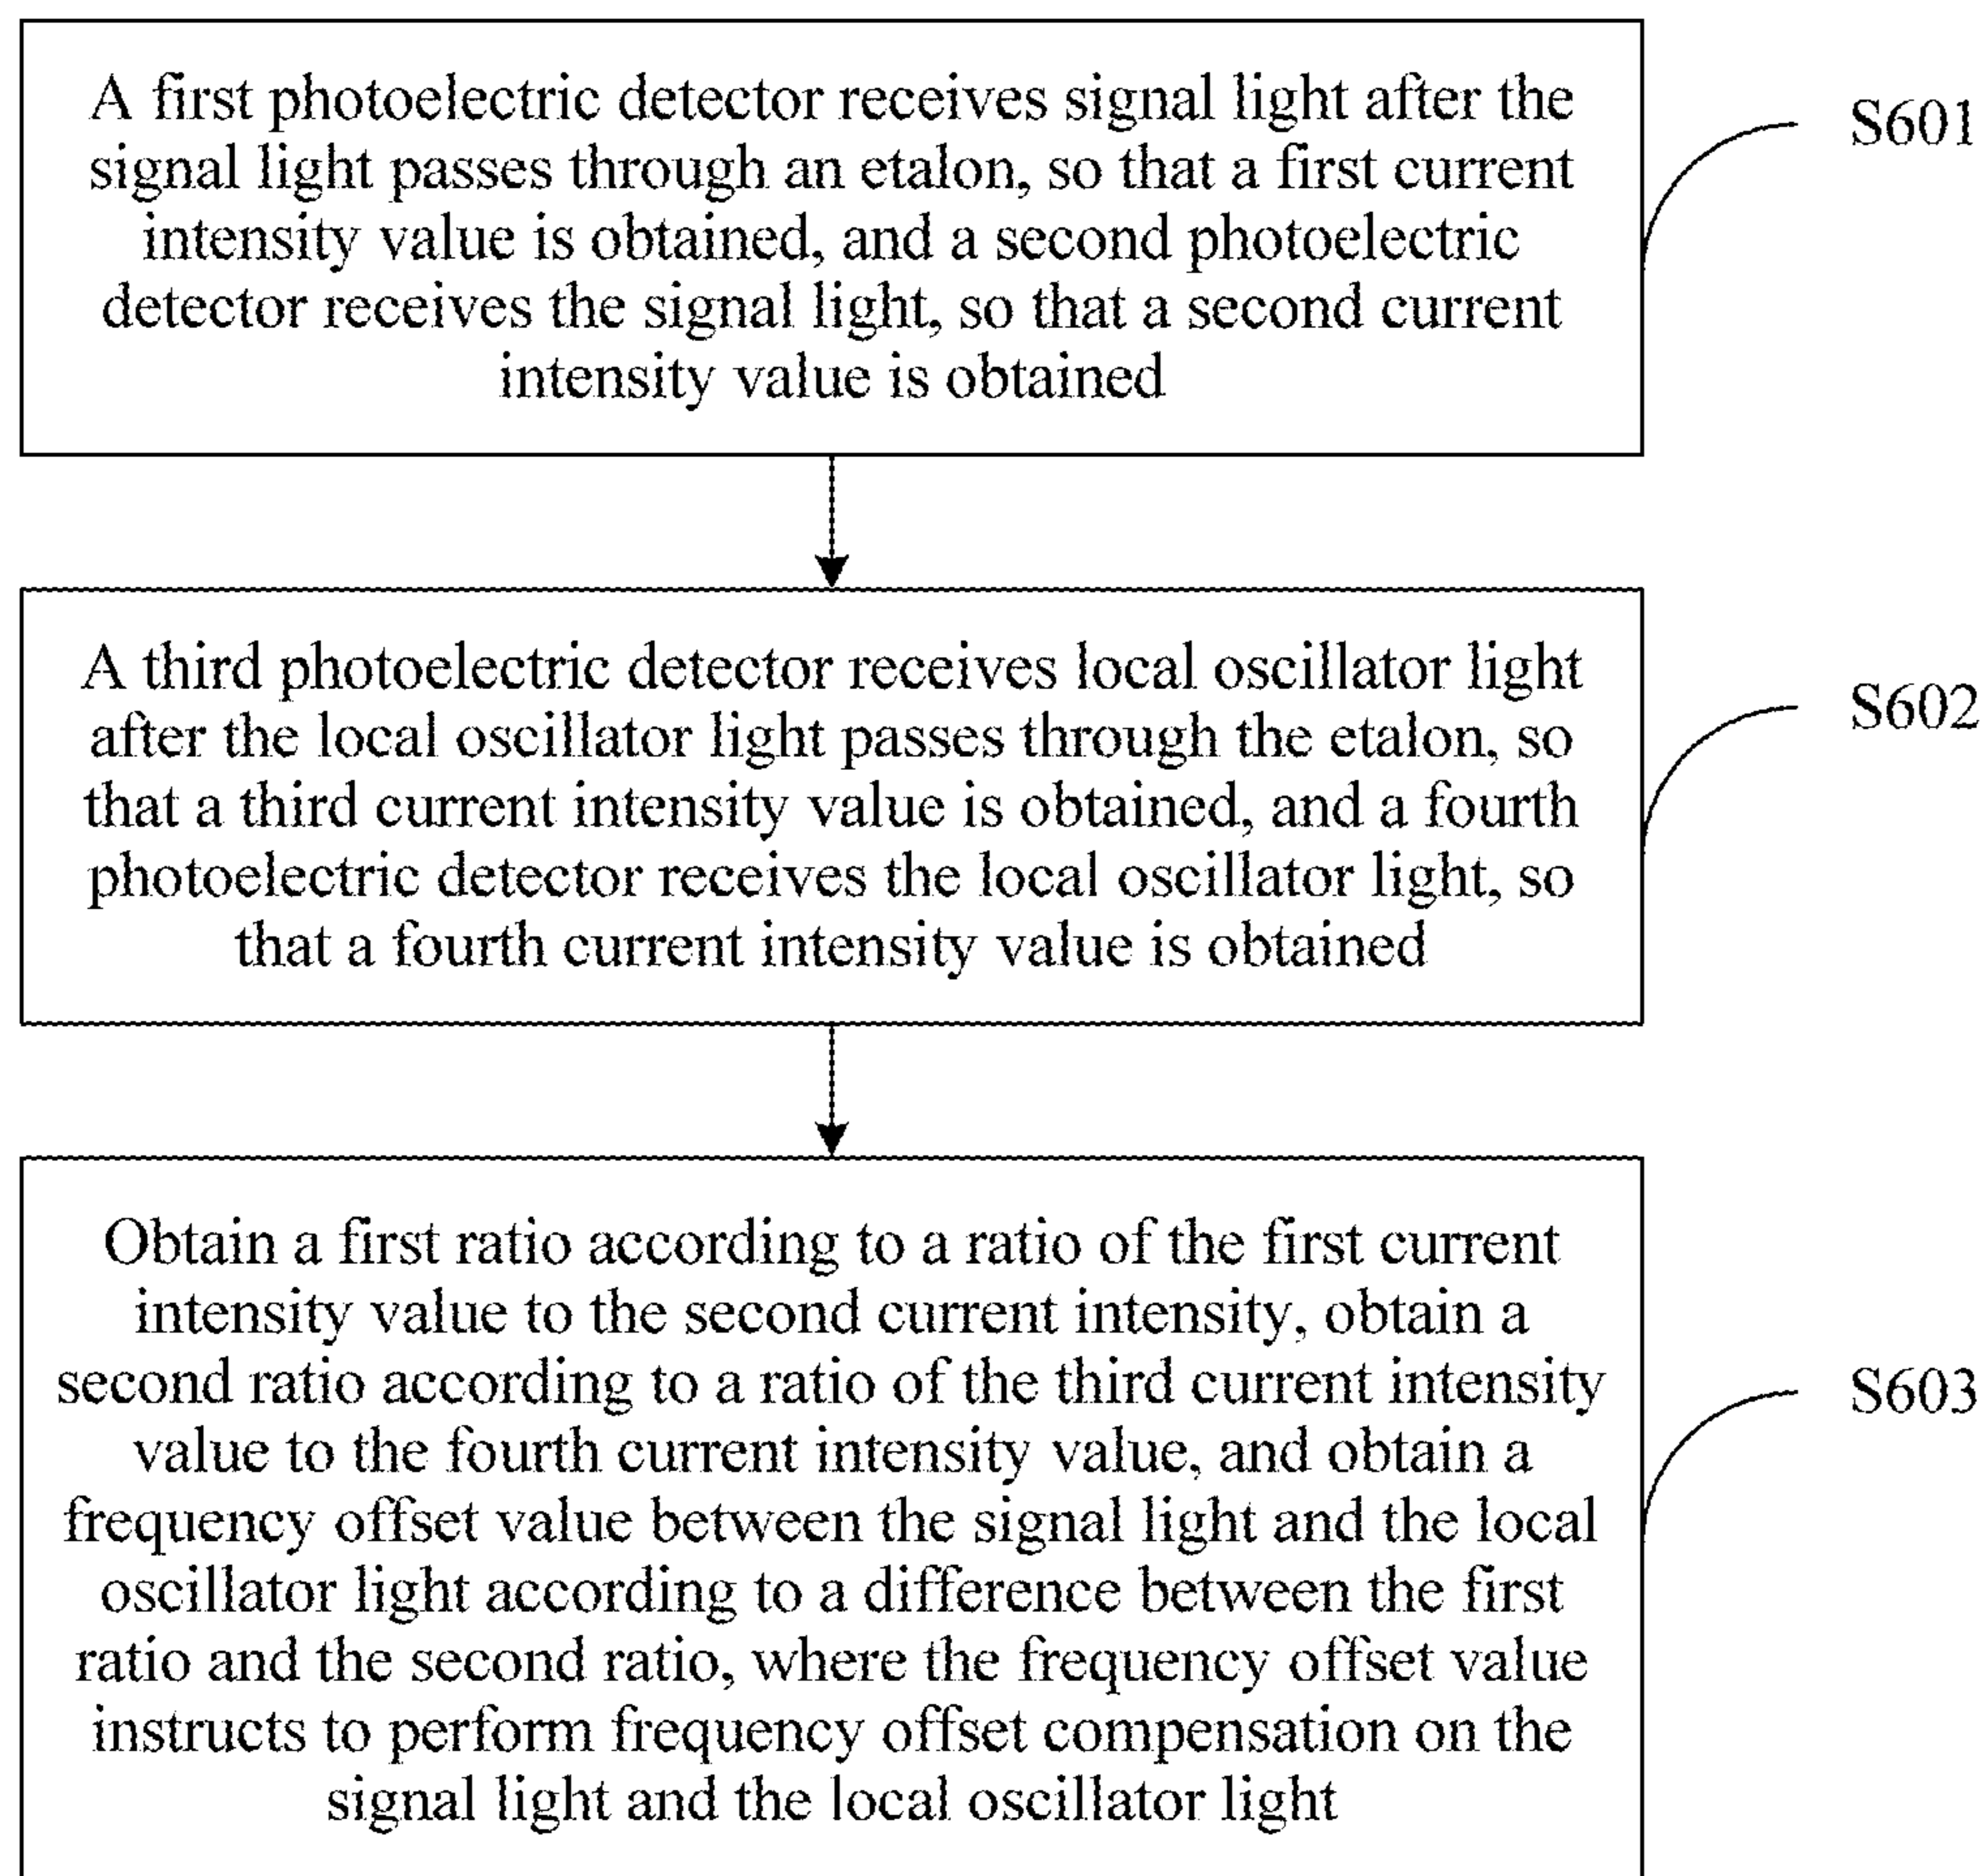 A first photoelectric detector receives signal light after the
signal light passes through an etalon, so that a first current
intensity value is obtained, and a second photoelectric
detector receives the signal light, so that a second current
intensity value is obtained
S601
A third photoelectric detector receives local oscillator light
after the local oscillator light passes through the etalon, so
that a third current intensity value is obtained, and a fourth
photoelectric detector receives the local oscillator light, so
that a fourth current intensity value is obtained
S602
Obtain a first ratio according to a ratio of the first current
intensity value to the second current intensity, obtain a
second ratio according to a ratio of the third current intensity
value to the fourth current intensity value, and obtain a
frequency offset value between the signal light and the local
oscillator light according to a difference between the first
ratio and the second ratio, where the frequency offset value
instructs to perform frequency offset compensation on the
signal light and the local oscillator light
S603